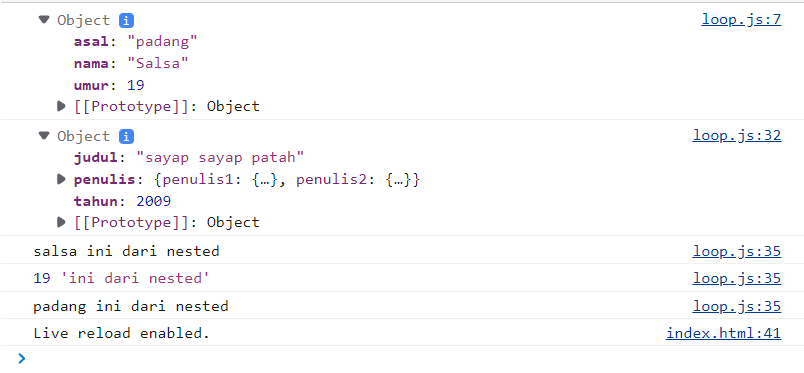 ▼ Object i loop.js:7
asal: "padang"
nama: "Salsa"
umur: 19
▶ [[Prototype]]: Object
▼ Object i loop.js:32
judul: "sayap sayap patah"
▶ penulis: {penulis1: {…}, penulis2: {…}}
tahun: 2009
▶ [[Prototype]]: Object
salsa ini dari nested loop.js:35
19 'ini dari nested' loop.js:35
padang ini dari nested loop.js:35
Live reload enabled. index.html:41
>